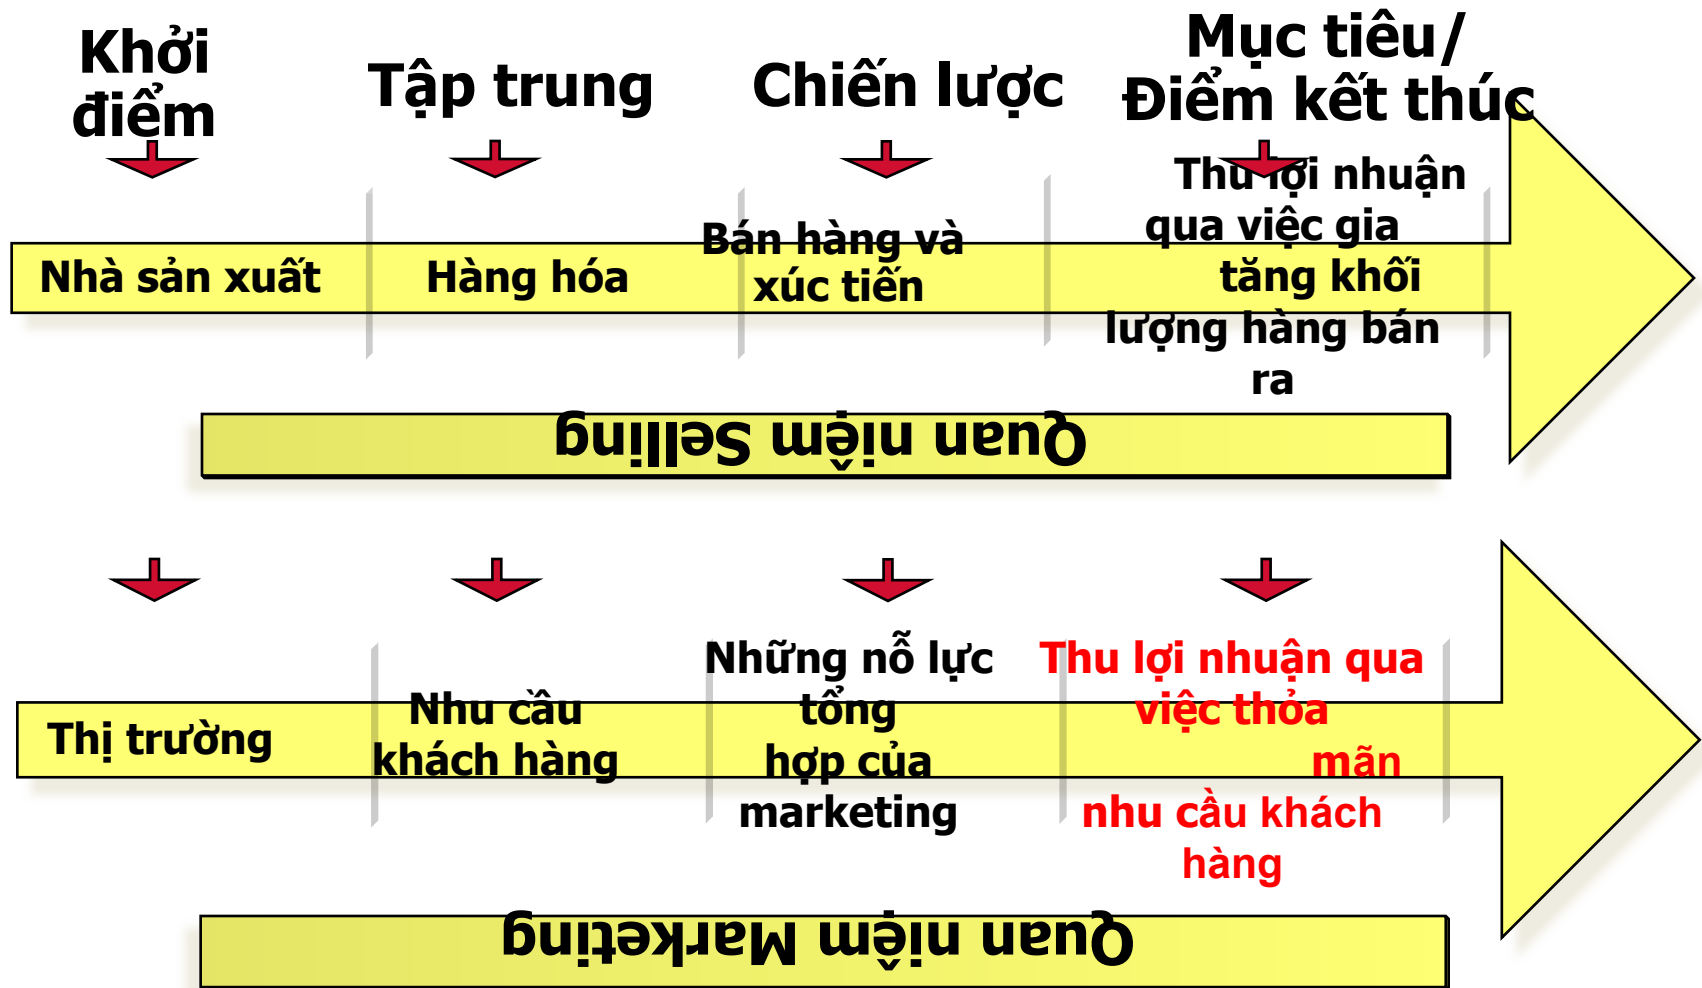 Khởi
điểm
Tập trung
Chiến lược
Mục tiêu/
Điểm kết thúc
Nhà sản xuất
Hàng hóa
Bán hàng và
xúc tiến
Thu lợi nhuận
qua việc gia
tăng khối
lượng hàng bán
ra
Quan niệm Selling
Thị trường
Nhu cầu
khách hàng
Những nỗ lực
tổng
hợp của
marketing
Thu lợi nhuận qua
việc thỏa
mãn
nhu cầu khách
hàng
Quan niệm Marketing